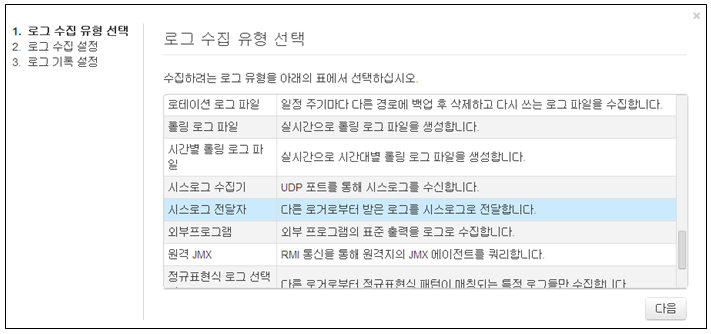 1. 로그 수집 유형 선택
2. 로그 수집 설정
3. 로그 기록 설정
로그 수집 유형 선택
수집하려는 로그 유형을 아래의 표에서 선택하십시오.
로테이션 로그 파일 일정 주기마다 다른 경로에 백업 후 삭제하고 다시 쓰는 로그 파일을 수집합니다.
롤링 로그 파일 실시간으로 롤링 로그 파일을 생성합니다.
시간별 롤링 로그 파
일 실시간으로 시간대별 롤링 로그 파일을 생성합니다.
시스로그 수집기 UDP 포트를 통해 시스로그를 수신합니다.
시스로그 전달자 다른 로거로부터 받은 로그를 시스로그로 전달합니다.
외부프로그램 외부 프로그램의 표준 출력을 로그로 수집합니다.
원격 JMX RMI 통신을 통해 원격지의 JMX 에이전트를 쿼리합니다.
정규표현식 로그 선택
다른 로거로부터 정규표현식 패턴이 매칭되는 특정 로그들만 수집합니다
다음